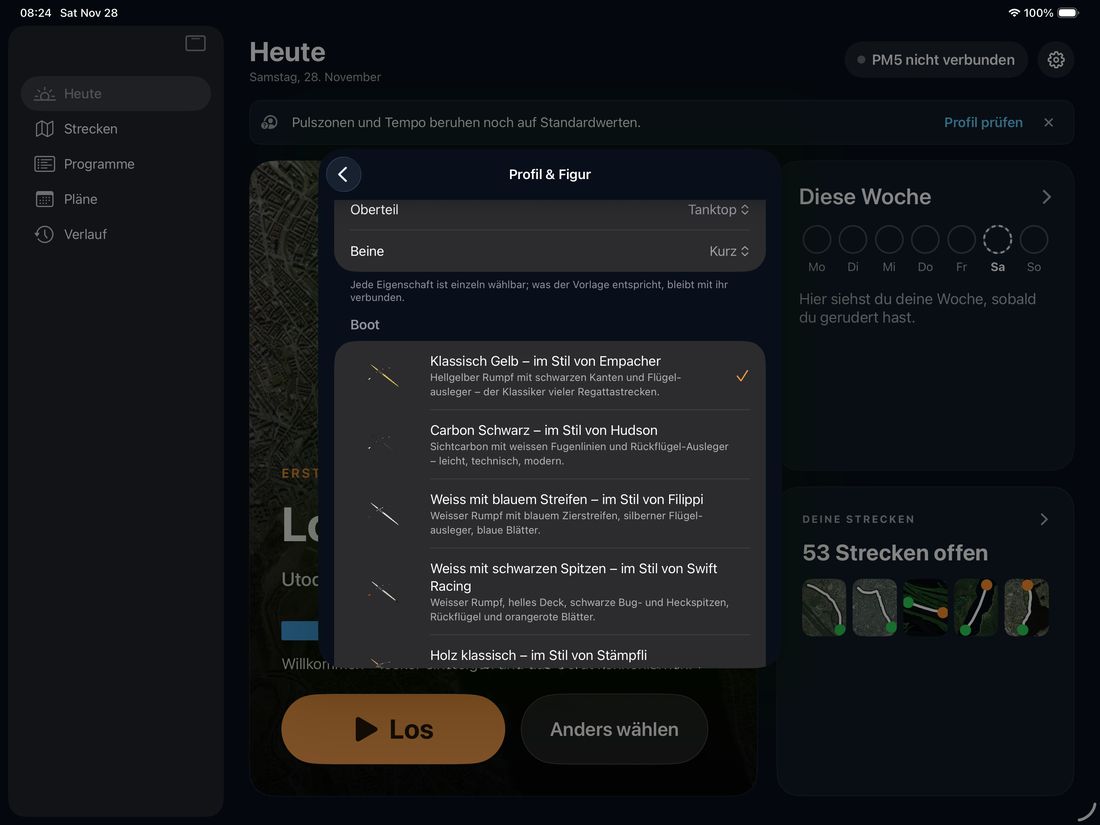 08:24 Sat Nov 28
100%
Heute
Strecken
Programme
Pläne
Verlauf
Heute
Samstag, 28. November
PM5 nicht verbunden
Pulszonen und Tempo beruhen noch auf Standardwerten.
Profil prüfen
Profil & Figur
Oberteil
Tanktop
Beine
Kurz
Jede Eigenschaft ist einzeln wählbar; was der Vorlage entspricht, bleibt mit ihr
verbunden.
Boot
Klassisch Gelb – im Stil von Empacher
Hellgelber Rumpf mit schwarzen Kanten und Flügel-
ausleger – der Klassiker vieler Regattastrecken.
Carbon Schwarz – im Stil von Hudson
Sichtcarbon mit weissen Fugenlinien und Rückflügel-Ausleger
– leicht, technisch, modern.
Weiss mit blauem Streifen – im Stil von Filippi
Weisser Rumpf mit blauem Zierstreifen, silberner Flügel-
ausleger, blaue Blätter.
Weiss mit schwarzen Spitzen – im Stil von Swift
Racing
Weisser Rumpf, helles Deck, schwarze Bug- und Heckspitzen,
Rückflügel und orangerote Blätter.
Holz klassisch – im Stil von Stämpfli
ERST
Lo
Utoq
Los
Anders wählen
Diese Woche
Mo Di Mi Do Fr Sa So
Hier siehst du deine Woche, sobald
du gerudert hast.
DEINE STRECKEN
53 Strecken offen